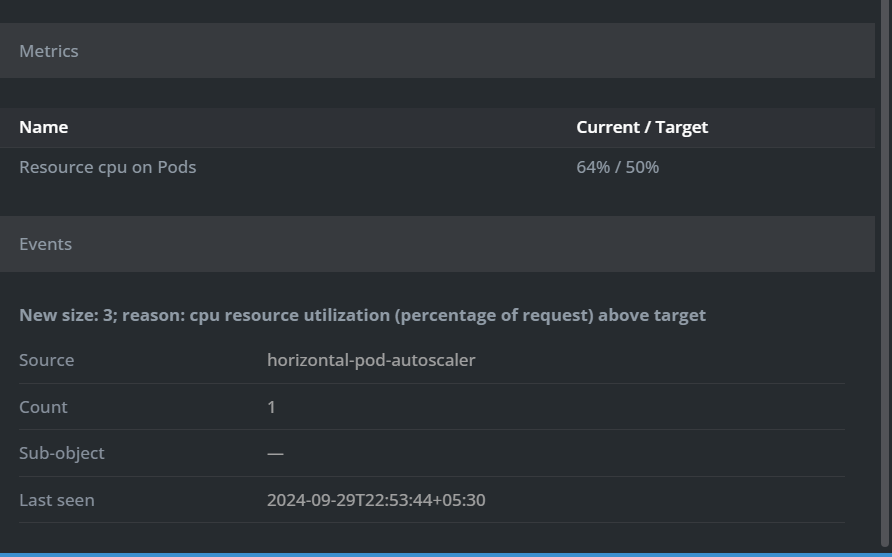 Metrics
Name Current / Target
Resource cpu on Pods 64% / 50%
Events
New size: 3; reason: cpu resource utilization (percentage of request) above target
Source horizontal-pod-autoscaler
Count 1
Sub-object —
Last seen 2024-09-29T22:53:44+05:30